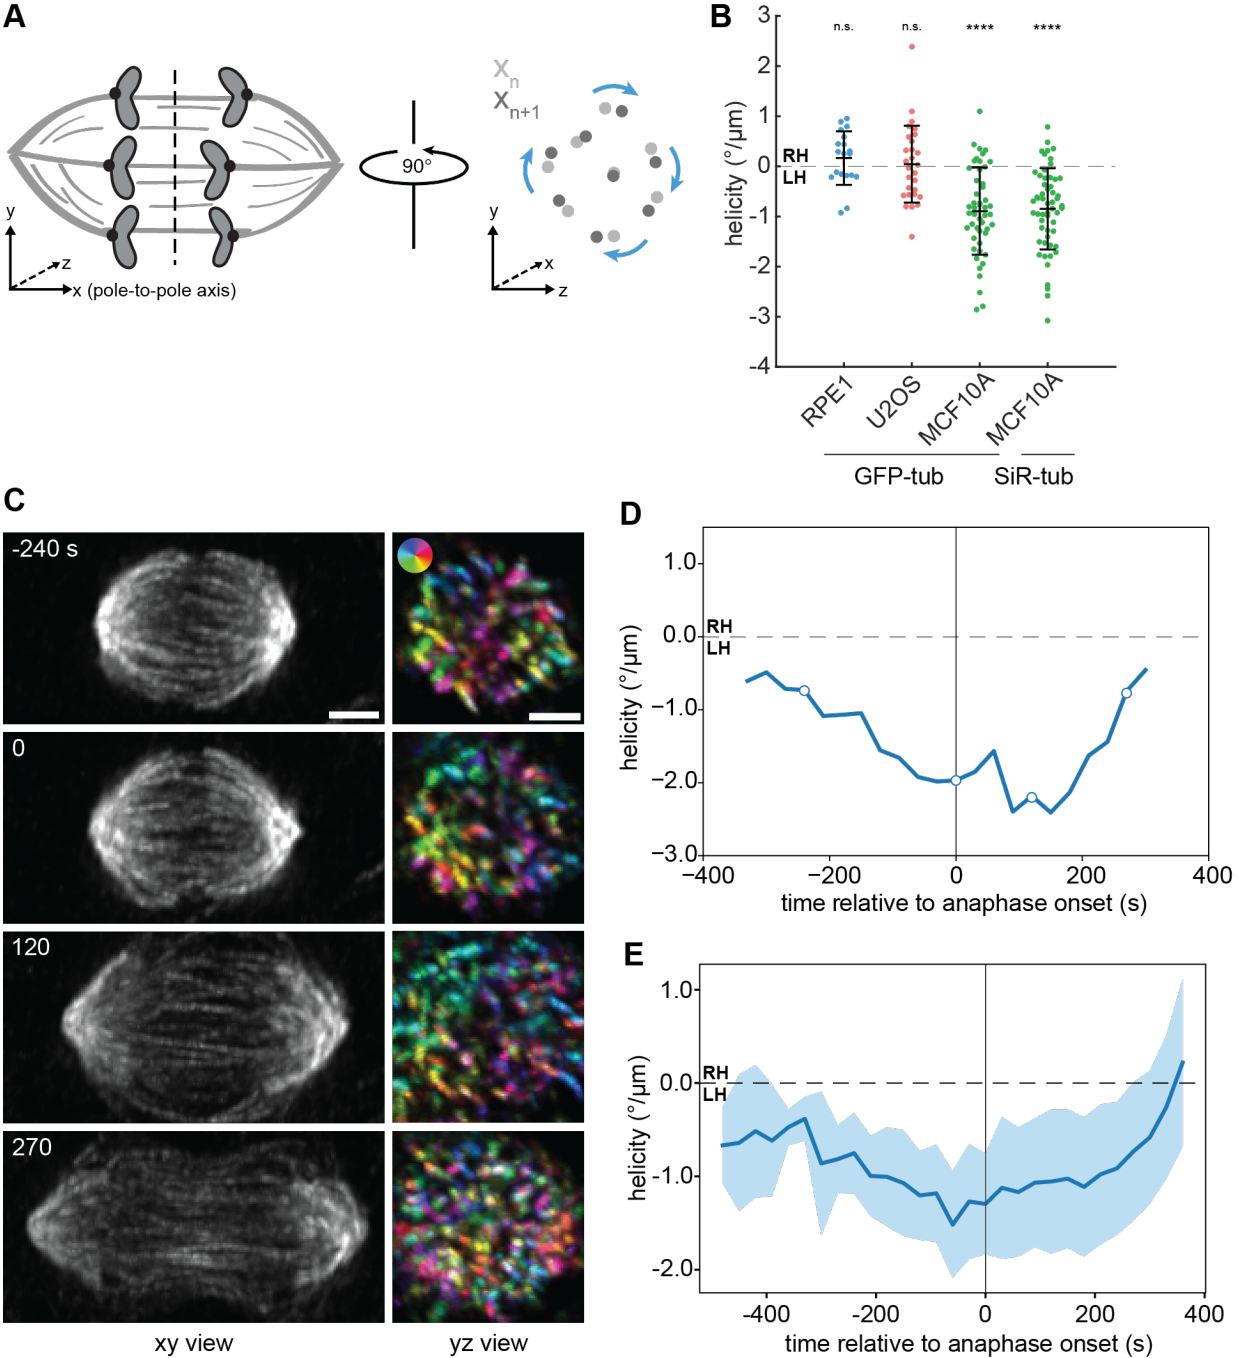 A
y
z
x (pole-to-pole axis)
90°
Xn
Xn+1
y
x
z
B
helicity (°/μm)
3
2
1
0
-1
-2
-3
-4
RH
LH
n.s.
n.s.
****
****
RPE1
U2OS
MCF10A
MCF10A
GFP-tub
SiR-tub
C
-240 s
0
120
270
xy view
yz view
D
helicity (°/μm)
1.0
0.0
−1.0
−2.0
−3.0
RH
LH
−400
−200
0
200
400
time relative to anaphase onset (s)
E
helicity (°/μm)
1.0
0.0
-1.0
-2.0
RH
LH
-400
-200
0
200
400
time relative to anaphase onset (s)